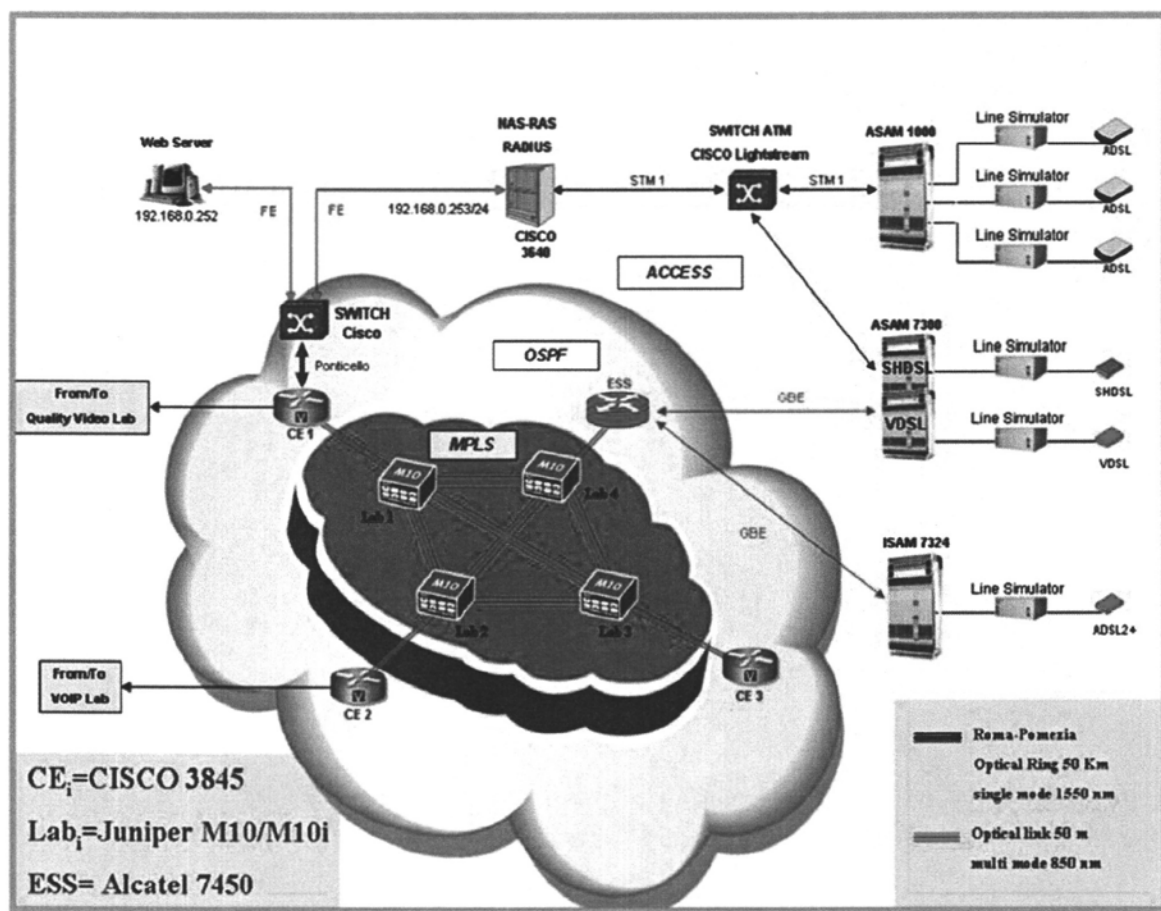 Web Server
192.168.0.252
FE
FE
192.168.0.253/24
NAS-RAS
RADIUS
CISCO
3640
STM 1
SWITCH ATM
CISCO Lightstream
STM 1
ASAM 1000
Line Simulator
ADSL
Line Simulator
ADSL
Line Simulator
ADSL
ACCESS
SWITCH
Cisco
Ponticello
OSPF
ESS
GBE
ASAM 7300
SHDSL
VDSL
Line Simulator
SHDSL
Line Simulator
VDSL
From/To
Quality Video Lab
V
CE 1
MPLS
M10
Lab 1
M10
Lab 4
M10
Lab 2
M10
Lab 3
GBE
ISAM 7324
Line Simulator
ADSL2+
From/To
VOIP Lab
V
CE 2
V
CE 3
CEi=CISCO 3845
Labi=Juniper M10/M10i
ESS= Alcatel 7450
Roma-Pomezia
Optical Ring 50 Km
single mode 1550 nm
Optical link 50 m
multi mode 850 nm